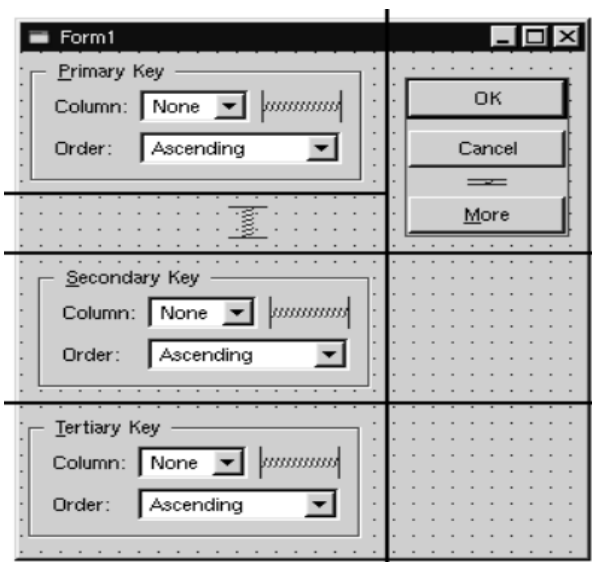 Form1
Primary Key
Column: None
Order: Ascending
OK
Cancel
More
Secondary Key
Column: None
Order: Ascending
Tertiary Key
Column: None
Order: Ascending